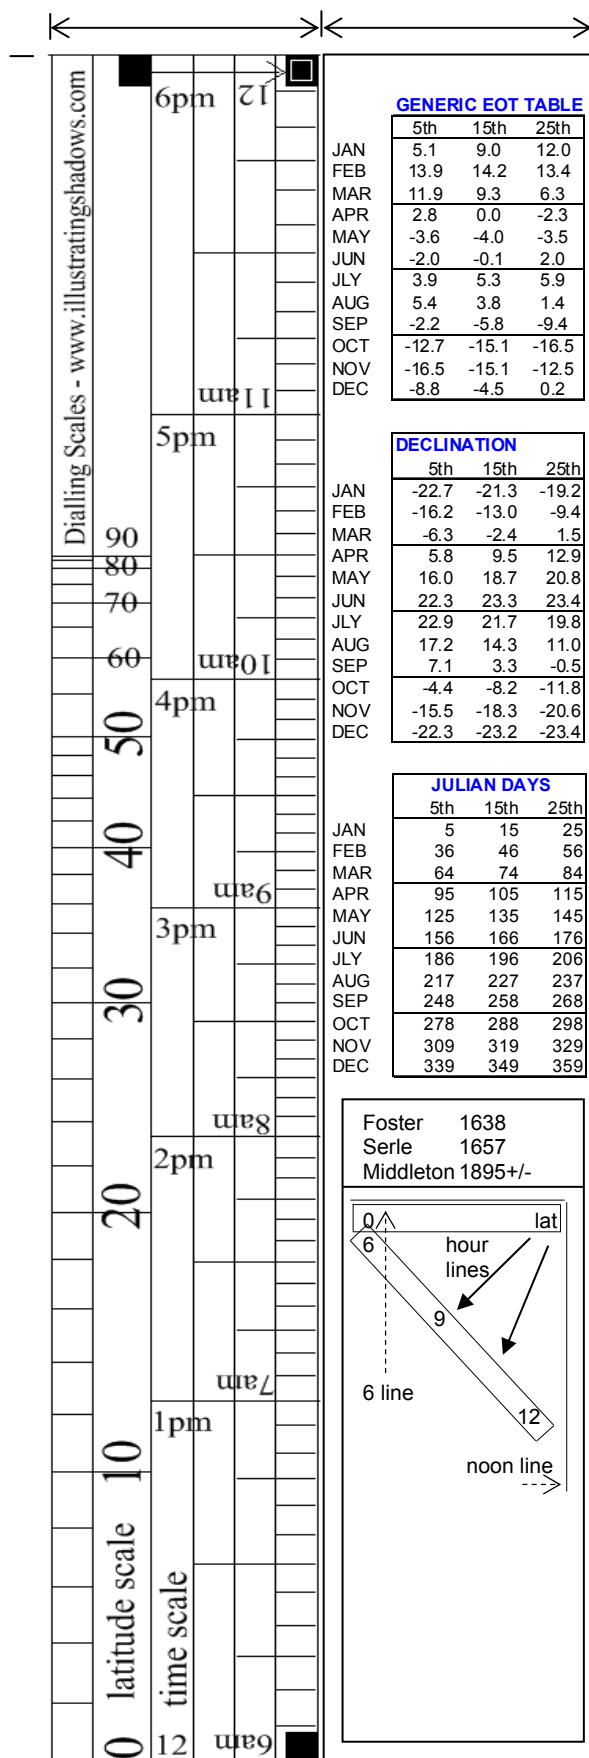 Dialling Scales - www.illustratingshadows.com
90
80
70
60
50
40
30
20
10
0
latitude scale
6pm
5pm
4pm
3pm
2pm
1pm
12
time scale
12
11am
10am
9am
8am
7am
6am
GENERIC EOT TABLE
5th 15th 25th
JAN 5.1 9.0 12.0
FEB 13.9 14.2 13.4
MAR 11.9 9.3 6.3
APR 2.8 0.0 -2.3
MAY -3.6 -4.0 -3.5
JUN -2.0 -0.1 2.0
JLY 3.9 5.3 5.9
AUG 5.4 3.8 1.4
SEP -2.2 -5.8 -9.4
OCT -12.7 -15.1 -16.5
NOV -16.5 -15.1 -12.5
DEC -8.8 -4.5 0.2
DECLINATION
5th 15th 25th
JAN -22.7 -21.3 -19.2
FEB -16.2 -13.0 -9.4
MAR -6.3 -2.4 1.5
APR 5.8 9.5 12.9
MAY 16.0 18.7 20.8
JUN 22.3 23.3 23.4
JLY 22.9 21.7 19.8
AUG 17.2 14.3 11.0
SEP 7.1 3.3 -0.5
OCT -4.4 -8.2 -11.8
NOV -15.5 -18.3 -20.6
DEC -22.3 -23.2 -23.4
JULIAN DAYS
5th 15th 25th
JAN 5 15 25
FEB 36 46 56
MAR 64 74 84
APR 95 105 115
MAY 125 135 145
JUN 156 166 176
JLY 186 196 206
AUG 217 227 237
SEP 248 258 268
OCT 278 288 298
NOV 309 319 329
DEC 339 349 359
Foster 1638
Serle 1657
Middleton 1895+/-
0 lat
6 hour
lines
9
6 line
12
noon line